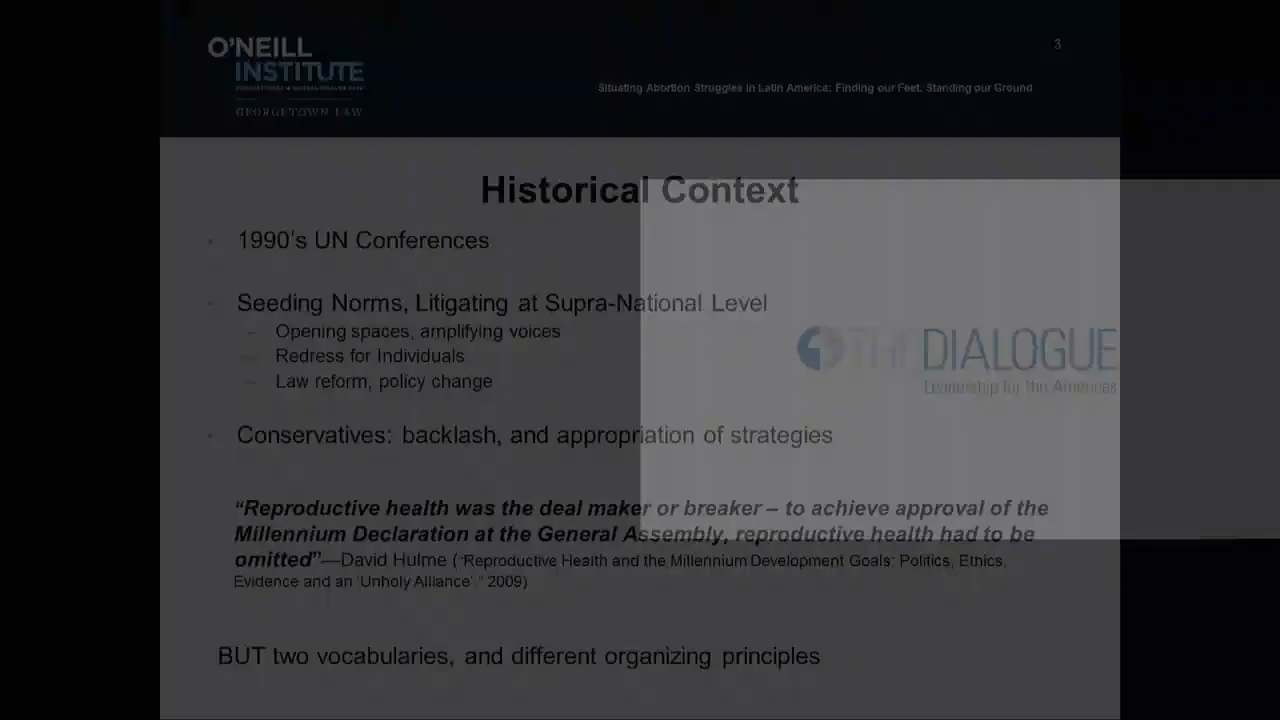 O'NEILL
INSTITUTE
GEORGETOWN LAW
3
Situating Abortion Struggles in Latin America: Finding our Feet, Standing our Ground
Historical Context
1990's UN Conferences
Seeding Norms, Litigating at Supra-National Level
– Opening spaces, amplifying voices
– Redress for Individuals
– Law reform, policy change
Conservatives: backlash, and appropriation of strategies
THE DIALOGUE
Leadership for the Americas
“Reproductive health was the deal maker or breaker – to achieve approval of the
Millennium Declaration at the General Assembly, reproductive health had to be
omitted”—David Hulme (“Reproductive Health and the Millennium Development Goals: Politics, Ethics,
Evidence and an ‘Unholy Alliance’,” 2009)
BUT two vocabularies, and different organizing principles